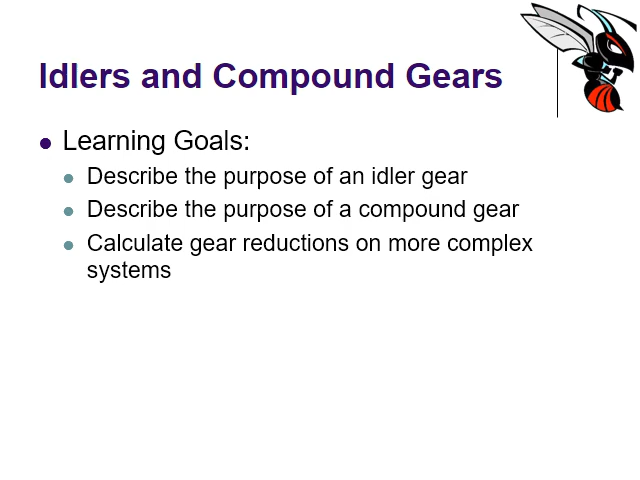 Idlers and Compound Gears
Learning Goals:
Describe the purpose of an idler gear
Describe the purpose of a compound gear
Calculate gear reductions on more complex
systems